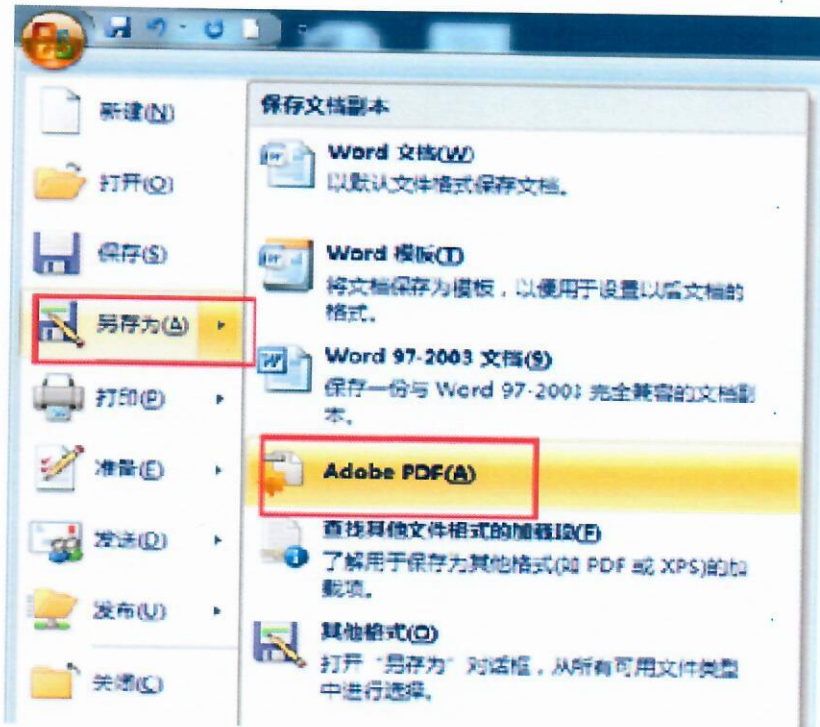 新建(N)
打开(O)
保存(S)
另存为(A)
打印(P)
准备(E)
发送(D)
发布(U)
关闭(C)
保存文档副本
Word 文档(W)
以默认文件格式保存文档。
Word 模板(T)
将文档保存为模板，以便用于设置以后文档的
格式。
Word 97-2003 文档(9)
保存一份与 Word 97-2003 完全兼容的文档副
本。
Adobe PDF(A)
查找其他文件格式的加载项(F)
了解用于保存为其他格式(如 PDF 或 XPS)的加
载项。
其他格式(O)
打开“另存为”对话框，从所有可用文件类型
中进行选择。